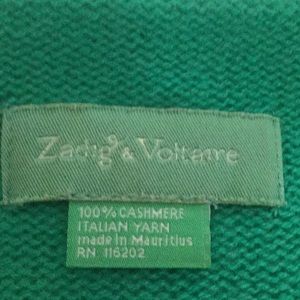 Zadig & Voltaire
100% CASHMERE
ITALIAN YARN
made in Mauritius
RN 116202